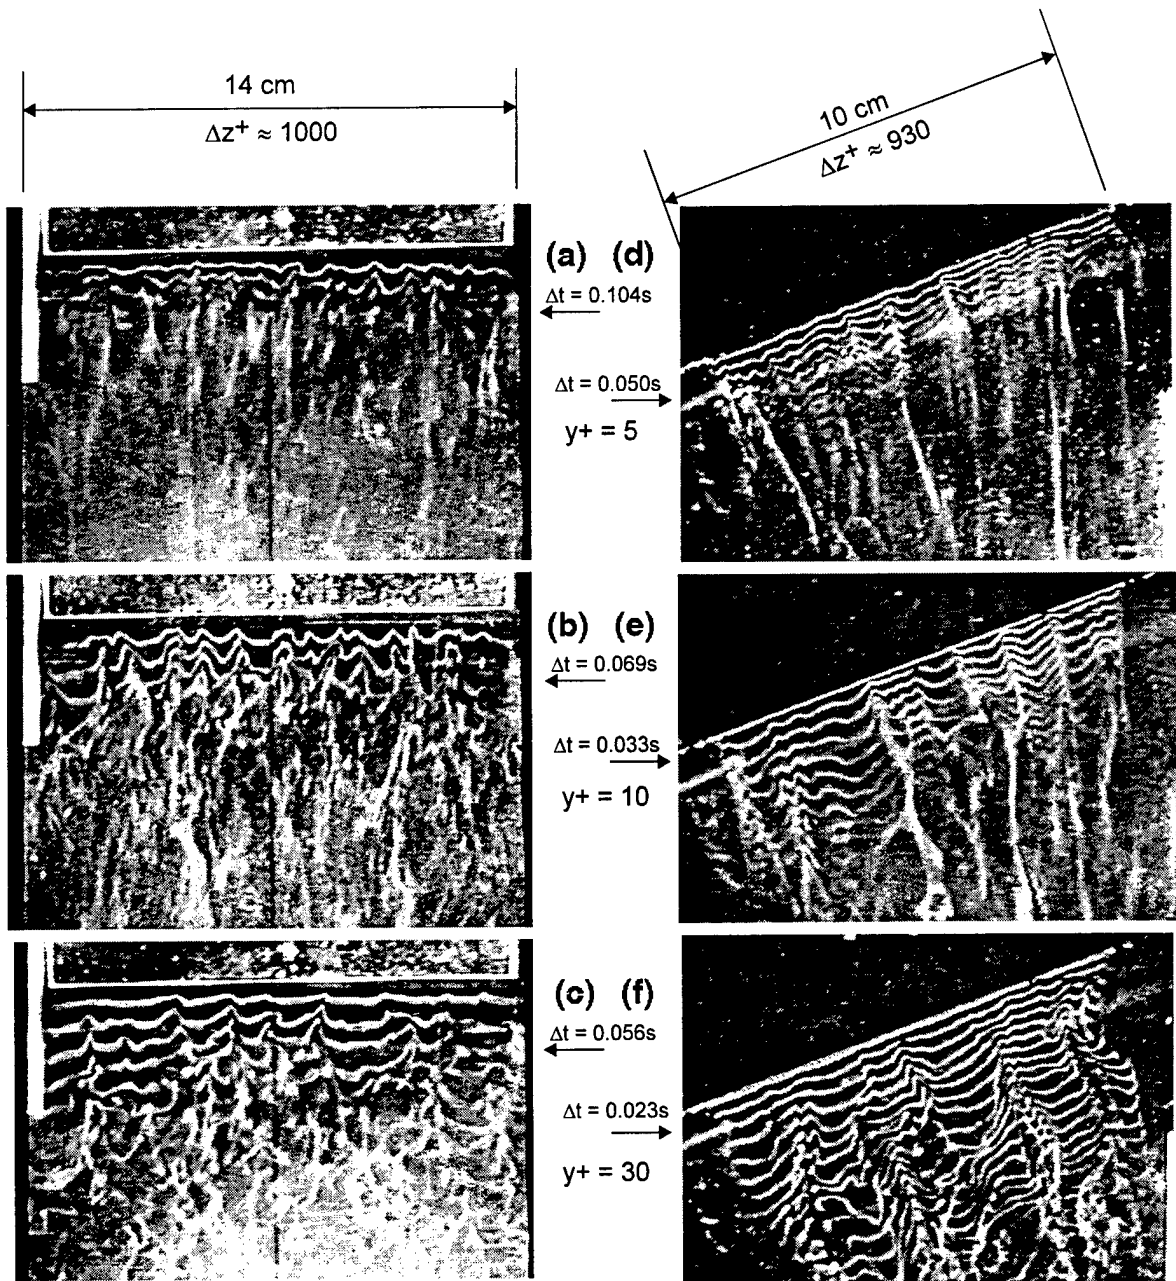 14 cm
Δz⁺ ≈ 1000
10 cm
Δz⁺ ≈ 930
(a) (d)
Δt = 0.104s
Δt = 0.050s
y+ = 5
(b) (e)
Δt = 0.069s
Δt = 0.033s
y+ = 10
(c) (f)
Δt = 0.056s
Δt = 0.023s
y+ = 30